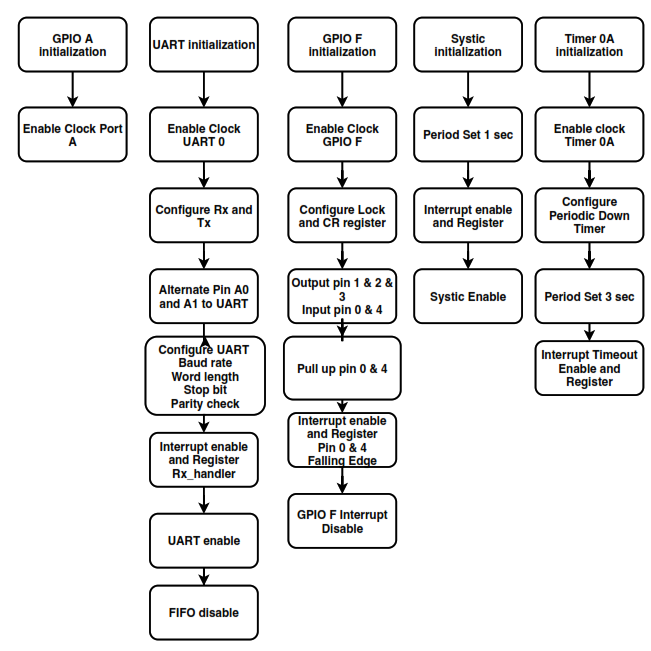 GPIO A
initialization
Enable Clock Port
A
UART initialization
Enable Clock
UART 0
Configure Rx and
Tx
Alternate Pin A0
and A1 to UART
Configure UART
Baud rate
Word length
Stop bit
Parity check
Interrupt enable
and Register
Rx_handler
UART enable
FIFO disable
GPIO F
initialization
Enable Clock
GPIO F
Configure Lock
and CR register
Output pin 1 & 2 &
3
Input pin 0 & 4
Pull up pin 0 & 4
Interrupt enable
and Register
Pin 0 & 4
Falling Edge
GPIO F Interrupt
Disable
Systic
initialization
Period Set 1 sec
Interrupt enable
and Register
Systic Enable
Timer 0A
initialization
Enable clock
Timer 0A
Configure
Periodic Down
Timer
Period Set 3 sec
Interrupt Timeout
Enable and
Register